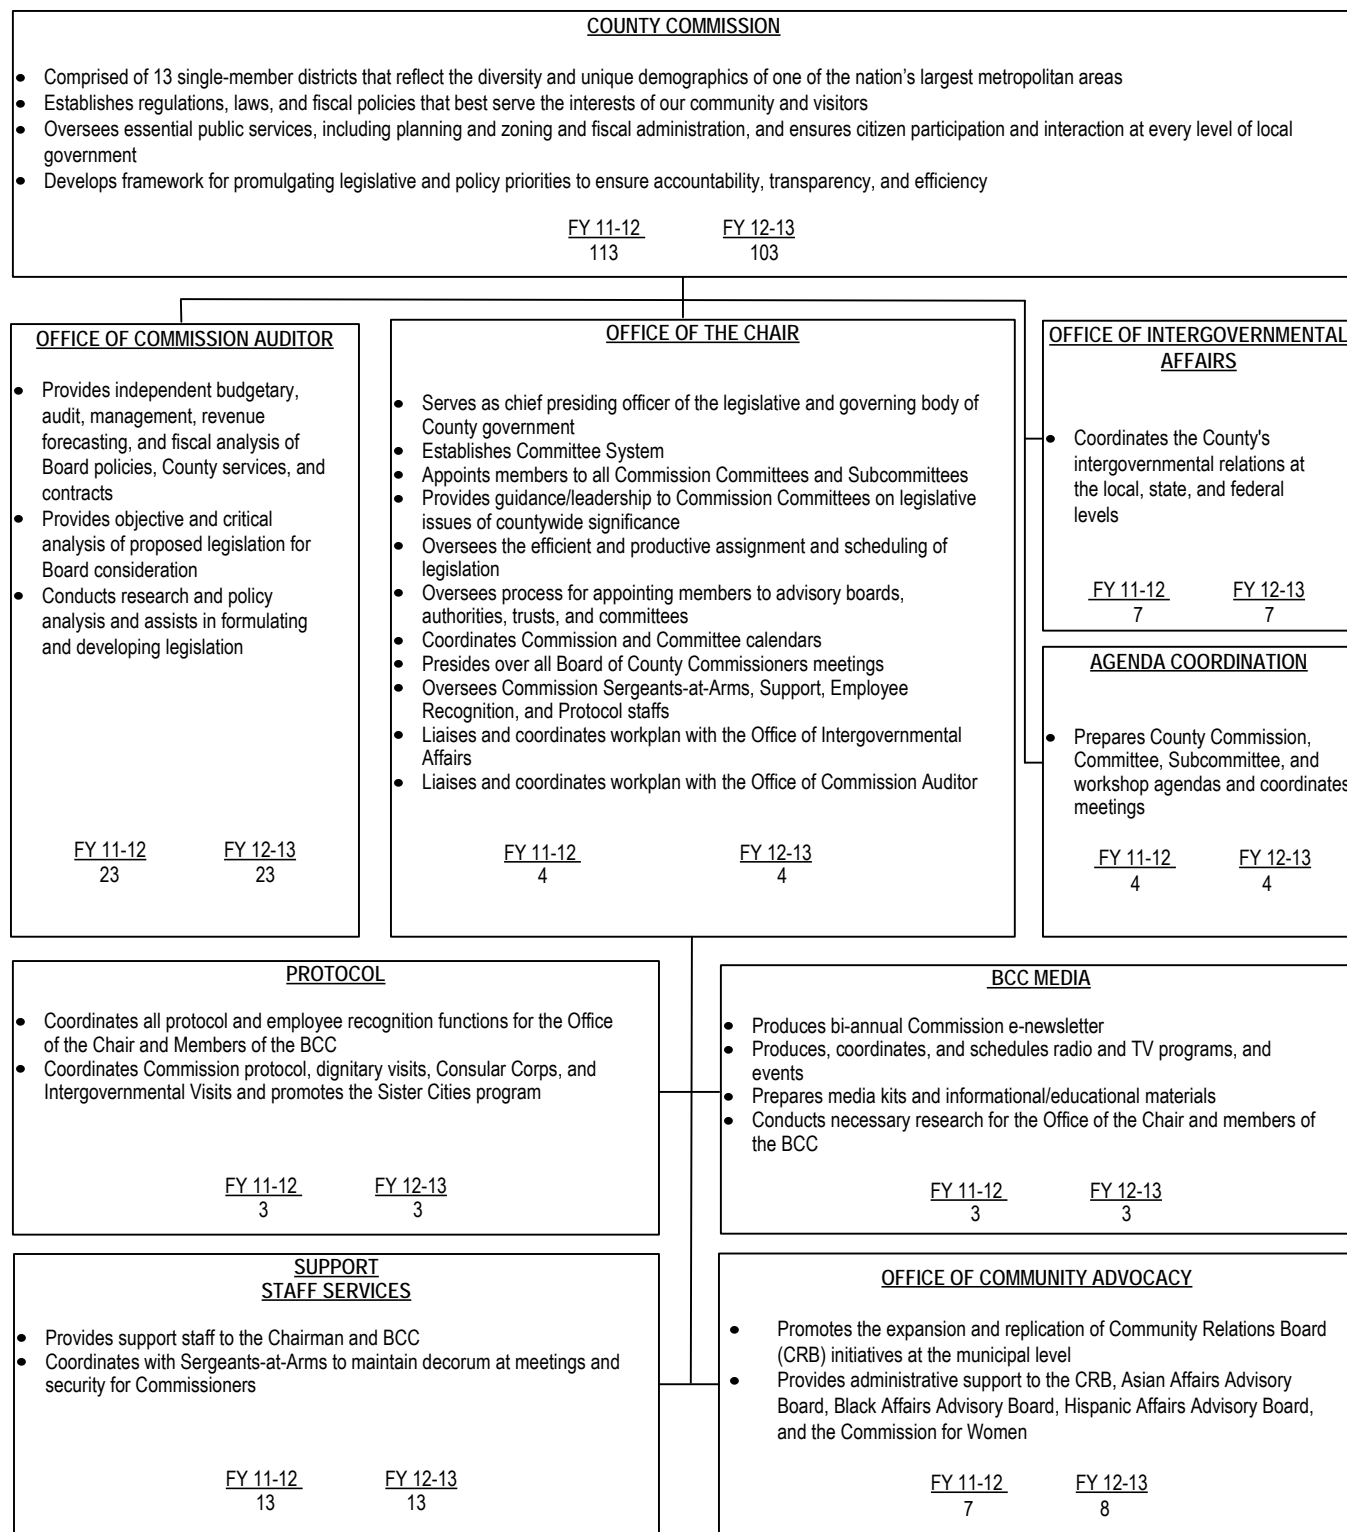 COUNTY COMMISSION
• Comprised of 13 single-member districts that reflect the diversity and unique demographics of one of the nation's largest metropolitan areas
• Establishes regulations, laws, and fiscal policies that best serve the interests of our community and visitors
• Oversees essential public services, including planning and zoning and fiscal administration, and ensures citizen participation and interaction at every level of local
government
• Develops framework for promulgating legislative and policy priorities to ensure accountability, transparency, and efficiency
FY 11-12 FY 12-13
113 103
OFFICE OF COMMISSION AUDITOR
• Provides independent budgetary,
audit, management, revenue
forecasting, and fiscal analysis of
Board policies, County services, and
contracts
• Provides objective and critical
analysis of proposed legislation for
Board consideration
• Conducts research and policy
analysis and assists in formulating
and developing legislation
FY 11-12 FY 12-13
23 23
OFFICE OF THE CHAIR
• Serves as chief presiding officer of the legislative and governing body of
County government
• Establishes Committee System
• Appoints members to all Commission Committees and Subcommittees
• Provides guidance/leadership to Commission Committees on legislative
issues of countywide significance
• Oversees the efficient and productive assignment and scheduling of
legislation
• Oversees process for appointing members to advisory boards,
authorities, trusts, and committees
• Coordinates Commission and Committee calendars
• Presides over all Board of County Commissioners meetings
• Oversees Commission Sergeants-at-Arms, Support, Employee
Recognition, and Protocol staffs
• Liaises and coordinates workplan with the Office of Intergovernmental
Affairs
• Liaises and coordinates workplan with the Office of Commission Auditor
FY 11-12 FY 12-13
4 4
OFFICE OF INTERGOVERNMENTAL
AFFAIRS
• Coordinates the County's
intergovernmental relations at
the local, state, and federal
levels
FY 11-12 FY 12-13
7 7
AGENDA COORDINATION
• Prepares County Commission,
Committee, Subcommittee, and
workshop agendas and coordinates
meetings
FY 11-12 FY 12-13
4 4
PROTOCOL
• Coordinates all protocol and employee recognition functions for the Office
of the Chair and Members of the BCC
• Coordinates Commission protocol, dignitary visits, Consular Corps, and
Intergovernmental Visits and promotes the Sister Cities program
FY 11-12 FY 12-13
3 3
BCC MEDIA
• Produces bi-annual Commission e-newsletter
• Produces, coordinates, and schedules radio and TV programs, and
events
• Prepares media kits and informational/educational materials
• Conducts necessary research for the Office of the Chair and members of
the BCC
FY 11-12 FY 12-13
3 3
SUPPORT
STAFF SERVICES
• Provides support staff to the Chairman and BCC
• Coordinates with Sergeants-at-Arms to maintain decorum at meetings and
security for Commissioners
FY 11-12 FY 12-13
13 13
OFFICE OF COMMUNITY ADVOCACY
• Promotes the expansion and replication of Community Relations Board
(CRB) initiatives at the municipal level
• Provides administrative support to the CRB, Asian Affairs Advisory
Board, Black Affairs Advisory Board, Hispanic Affairs Advisory Board,
and the Commission for Women
FY 11-12 FY 12-13
7 8